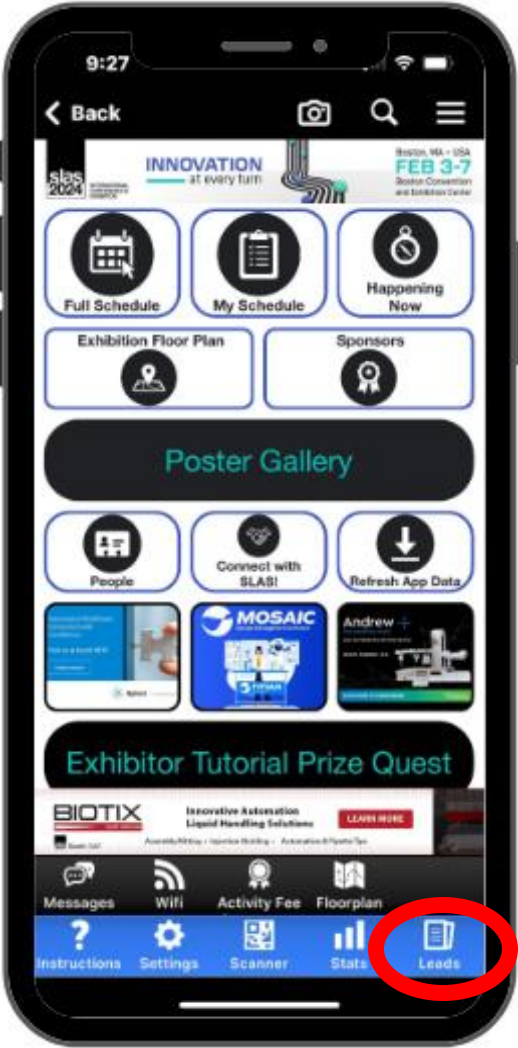 9:27
Back
slas
2024
INNOVATION
at every turn
Boston, MA - USA
FEB 3-7
Boston Convention
and Exhibition Center
Full Schedule
My Schedule
Happening
Now
Exhibition Floor Plan
Sponsors
Poster Gallery
People
Connect with
SLAS!
Refresh App Data
Agilent
MOSAIC
TITIAN
Andrew +
Exhibitor Tutorial Prize Quest
BIOTIX
Innovative Automation
Liquid Handling Solutions
LEARN MORE
Messages
Wifi
Activity Fee
Floorplan
Instructions
Settings
Scanner
Stats
Leads